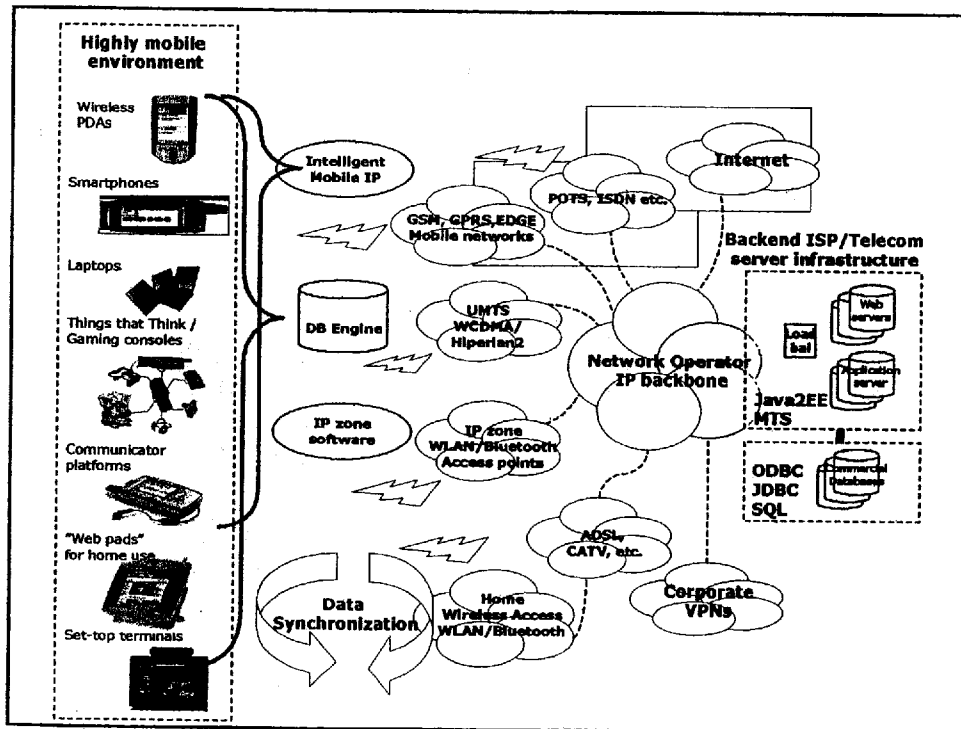 Highly mobile
environment
Wireless
PDAs
Smartphones
Laptops
Things that Think /
Gaming consoles
Communicator
platforms
"Web pads"
for home use
Set-top terminals
Intelligent
Mobile IP
DB Engine
IP zone
software
Data
Synchronization
GSM, GPRS,EDGE
Mobile networks
POTS, ISDN etc.
Internet
UMTS
WCDMA/
Hiperlan2
IP zone
WLAN/Bluetooth
Access points
Home
Wireless Access
WLAN/Bluetooth
ADSL,
CATV, etc.
Corporate
VPNs
Network Operator
IP backbone
Backend ISP/Telecom
server infrastructure
Web
servers
Load
bal
Application
server
Java2EE
MTS
ODBC
JDBC
SQL
Commercial
Databases